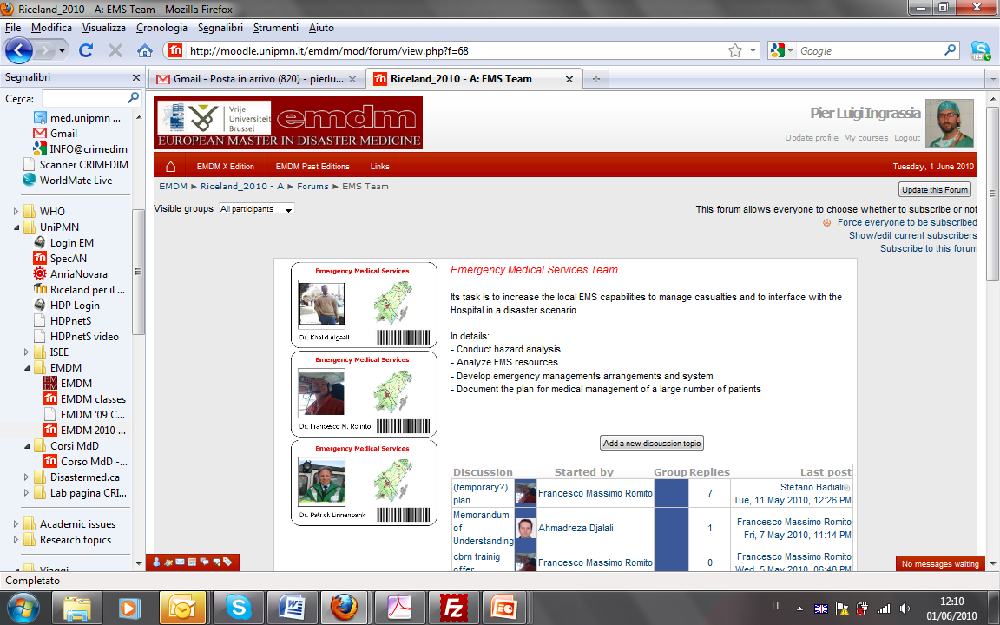 Riceland_2010 - A: EMS Team - Mozilla Firefox
File Modifica Visualizza Cronologia Segnalibri Strumenti Aiuto
http://moodle.unipmn.it/emdm/mod/forum/view.php?f=68
Google
Segnalibri
Gmail - Posta in arrivo (820) - pierlu...
Riceland_2010 - A: EMS Team
Cerca:
med.unipmn ...
Gmail
INFO@crimedim
Scanner CRIMEDIM
WorldMate Live -
WHO
UniPMN
Login EM
SpecAN
AnriaNovara
Riceland per il ...
HDP Login
HDPnetS
HDPnetS video
ISEE
EMDM
EMDM
EMDM classes
EMDM '09 C...
EMDM 2010 ...
Corsi MdD
Corso MdD -...
Disastermed.ca
Lab pagina CRI...
Academic issues
Research topics
Viaggi
Vrije
Universiteit
Brussel
emdm
EUROPEAN MASTER IN DISASTER MEDICINE
Pier Luigi Ingrassia
Update profile My courses Logout
EMDM X Edition EMDM Past Editions Links
Tuesday, 1 June 2010
EMDM ► Riceland_2010 - A ► Forums ► EMS Team
Update this Forum
Visible groups All participants
This forum allows everyone to choose whether to subscribe or not
Force everyone to be subscribed
Show/edit current subscribers
Subscribe to this forum
Emergency Medical Services
Dr. Khalid Algaali
Emergency Medical Services
Dr. Francesco M. Romito
Emergency Medical Services
Dr. Patrick Linnenbank
Emergency Medical Services Team
Its task is to increase the local EMS capabilities to manage casualties and to interface with the
Hospital in a disaster scenario.
In details:
- Conduct hazard analysis
- Analyze EMS resources
- Develop emergency managements arrangements and system
- Document the plan for medical management of a large number of patients
Add a new discussion topic
Discussion Started by Group Replies Last post
(temporary?)
plan
Francesco Massimo Romito 7
Stefano Badiali
Tue, 11 May 2010, 12:26 PM
Memorandum
of
Understanding
Ahmadreza Djalali 1
Francesco Massimo Romito
Fri, 7 May 2010, 11:14 PM
cbrn trainig
offer
Francesco Massimo Romito 0
Francesco Massimo Romito
Wed, 5 May 2010, 06:48 PM
No messages waiting
Completato
IT
12:10
01/06/2010